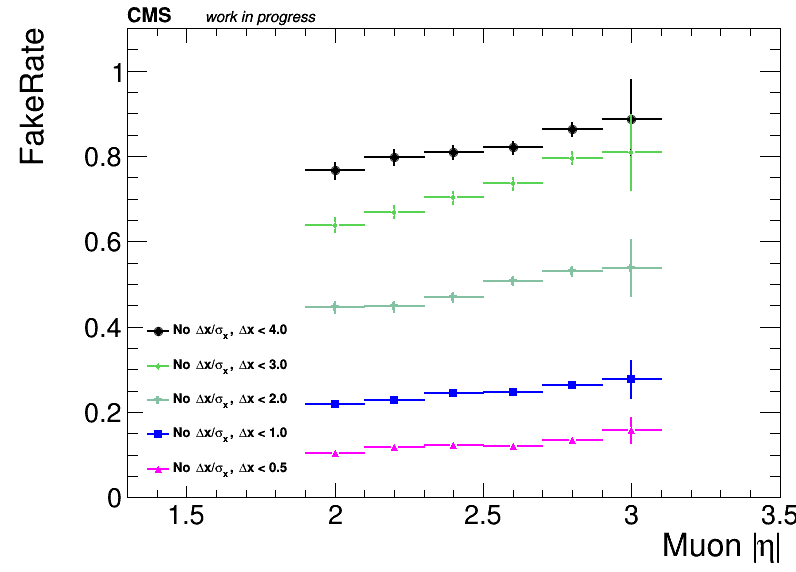 CMS work in progress
FakeRate
1
0.8
0.6
0.4
0.2
0
No Δx/σx, Δx < 4.0
No Δx/σx, Δx < 3.0
No Δx/σx, Δx < 2.0
No Δx/σx, Δx < 1.0
No Δx/σx, Δx < 0.5
1.5 2 2.5 3 3.5
Muon |η|